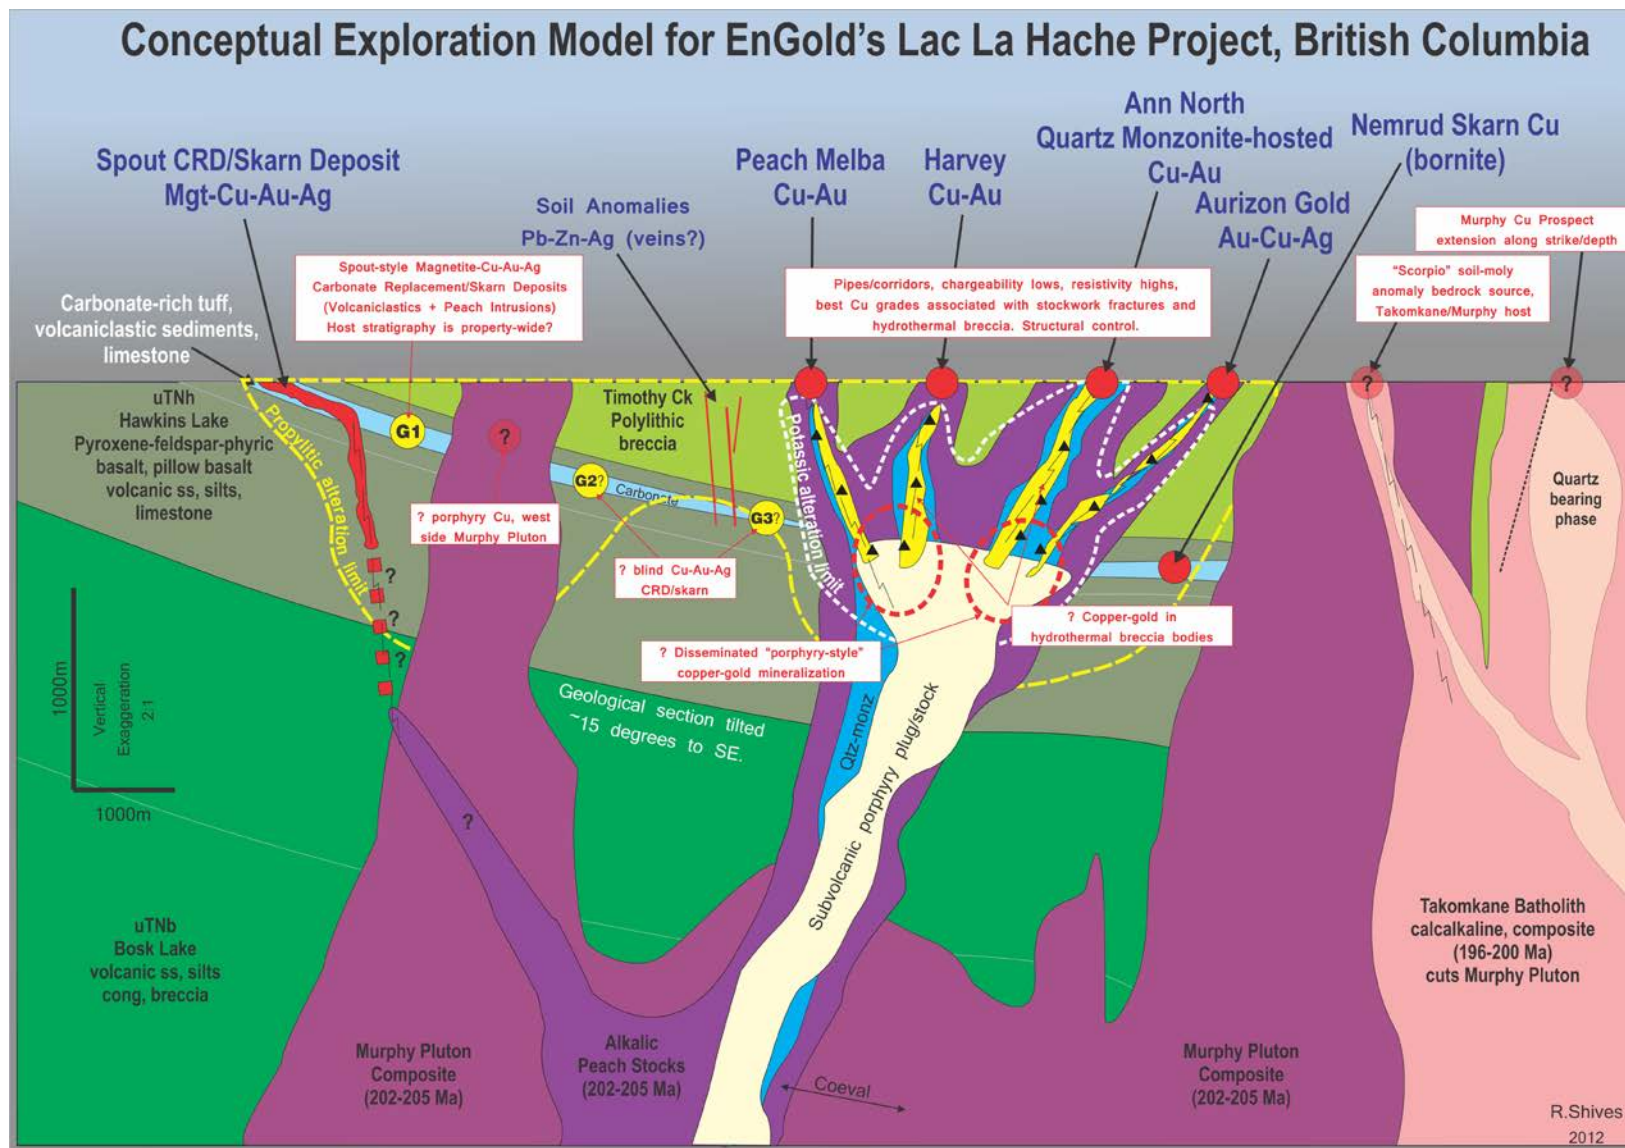 Conceptual Exploration Model for EnGold's Lac La Hache Project, British Columbia
Spout CRD/Skarn Deposit
Mgt-Cu-Au-Ag
Soil Anomalies
Pb-Zn-Ag (veins?)
Peach Melba
Cu-Au
Harvey
Cu-Au
Ann North
Quartz Monzonite-hosted
Cu-Au
Aurizon Gold
Au-Cu-Ag
Nemrud Skarn Cu
(bornite)
Murphy Cu Prospect
extension along strike/depth
"Scorpio" soil-moly
anomaly bedrock source,
Takomkane/Murphy host
Carbonate-rich tuff,
volcaniclastic sediments,
limestone
Spout-style Magnetite-Cu-Au-Ag
Carbonate Replacement/Skarn Deposits
(Volcaniclastics + Peach Intrusions)
Host stratigraphy is property-wide?
Pipes/corridors, chargeability lows, resistivity highs,
best Cu grades associated with stockwork fractures and
hydrothermal breccia. Structural control.
uTNh
Hawkins Lake
Pyroxene-feldspar-phyric
basalt, pillow basalt
volcanic ss, silts,
limestone
Propylitic alteration limit
G1
?
Timothy Ck
Polylithic
breccia
G2?
Carbonate
G3?
Potassic alteration limit
?
?
Quartz
bearing
phase
? porphyry Cu, west
side Murphy Pluton
? blind Cu-Au-Ag
CRD/skarn
?
?
?
? Disseminated "porphyry-style"
copper-gold mineralization
? Copper-gold in
hydrothermal breccia bodies
1000m
Vertical
Exaggeration
2:1
1000m
Geological section tilted
~15 degrees to SE.
Qtz-monz
Subvolcanic porphyry plug/stock
?
uTNb
Bosk Lake
volcanic ss, silts
cong, breccia
Takomkane Batholith
calcalkaline, composite
(196-200 Ma)
cuts Murphy Pluton
Murphy Pluton
Composite
(202-205 Ma)
Alkalic
Peach Stocks
(202-205 Ma)
Coeval
Murphy Pluton
Composite
(202-205 Ma)
R.Shives
2012